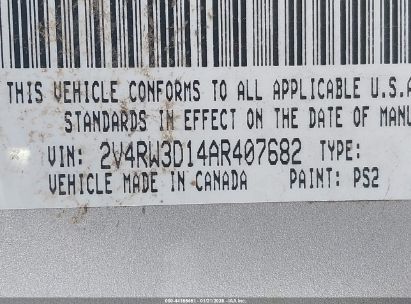 THIS VEHICLE CONFORMS TO ALL APPLICABLE U.S.A
STANDARDS IN EFFECT ON THE DATE OF MANU
VIN: 2V4RW3D14AR407682 TYPE:
VEHICLE MADE IN CANADA PAINT: PS2